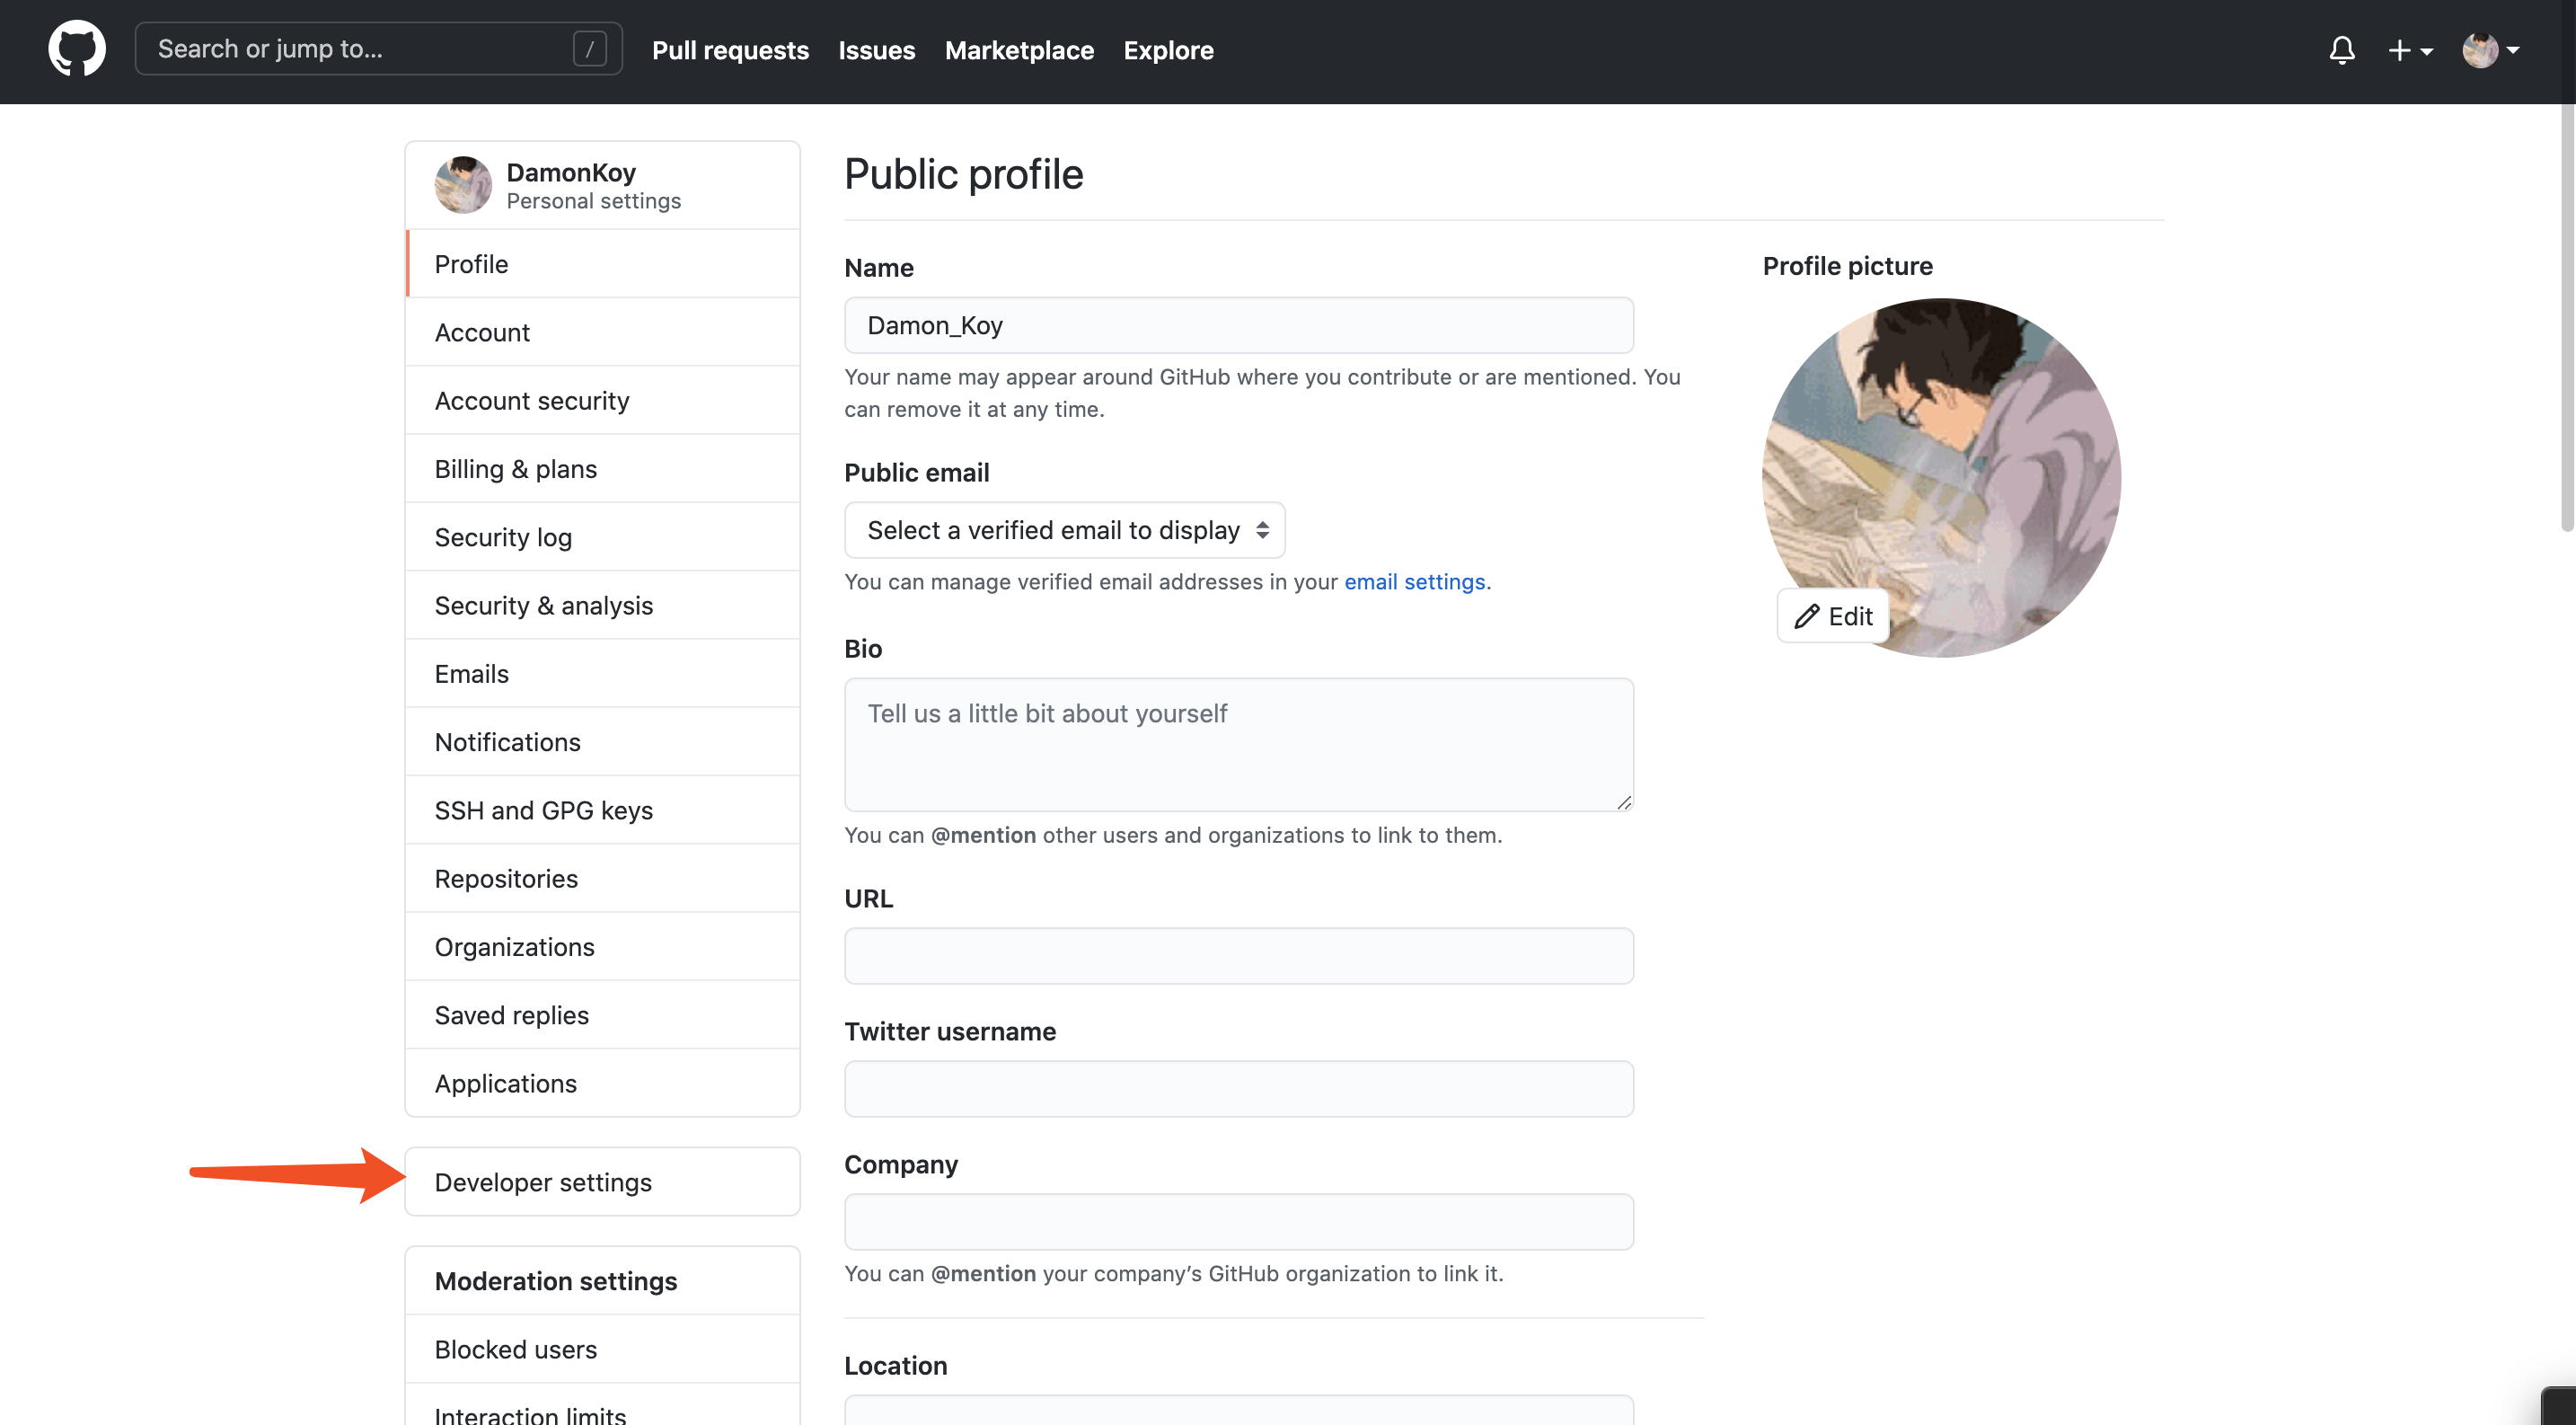 Search or jump to...
/
Pull requests
Issues
Marketplace
Explore
DamonKoy
Personal settings
Profile
Account
Account security
Billing & plans
Security log
Security & analysis
Emails
Notifications
SSH and GPG keys
Repositories
Organizations
Saved replies
Applications
Developer settings
Moderation settings
Blocked users
Interaction limits
Public profile
Name
Damon_Koy
Your name may appear around GitHub where you contribute or are mentioned. You
can remove it at any time.
Public email
Select a verified email to display
You can manage verified email addresses in your email settings.
Bio
Tell us a little bit about yourself
You can @mention other users and organizations to link to them.
URL
Twitter username
Company
You can @mention your company’s GitHub organization to link it.
Location
Profile picture
Edit